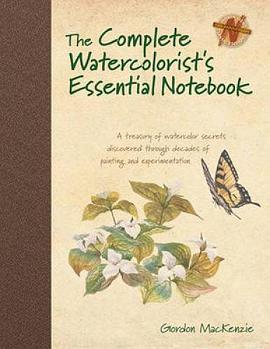 The Complete
Watercolorist's
Essential Notebook
A treasury of watercolor secrets
discovered through decades of
painting and experimentation
Gordon MacKenzie